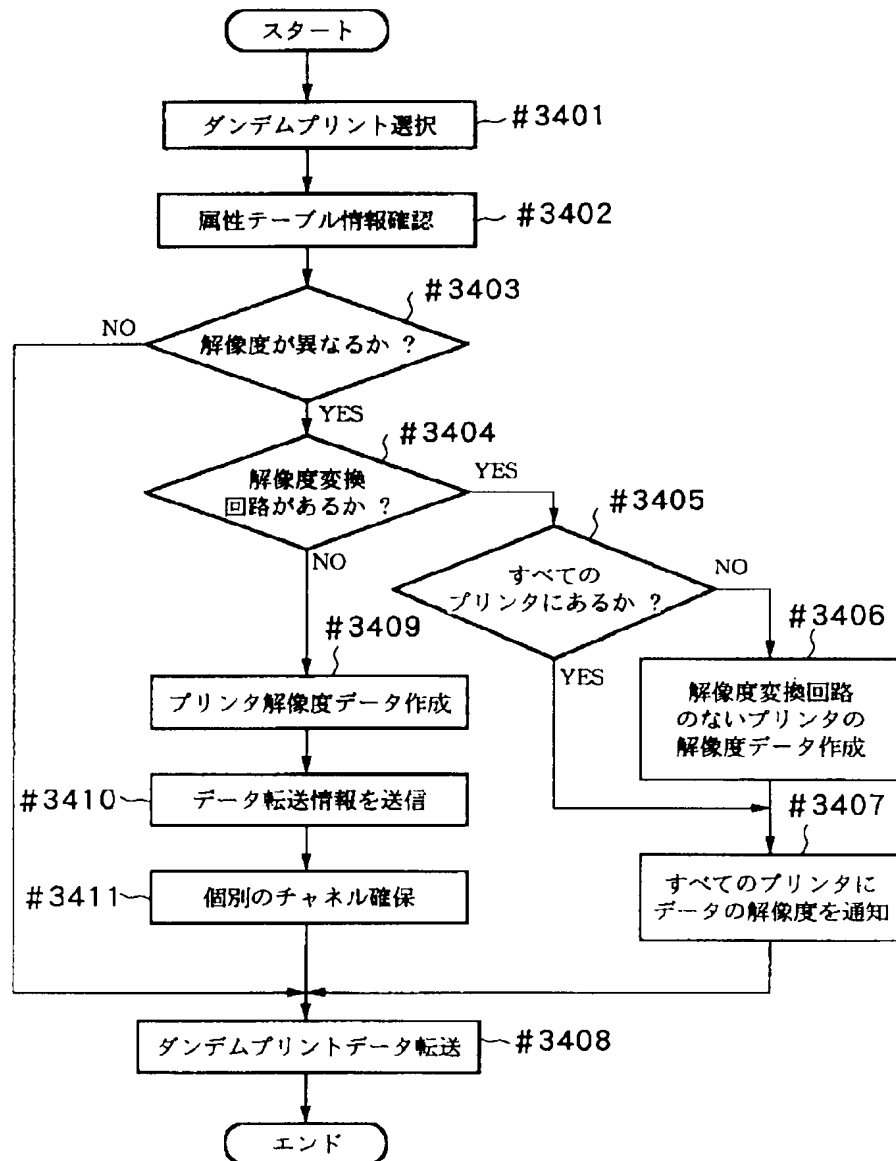 スタート
ダンデムプリント選択
#3401
属性テーブル情報確認
#3402
#3403
NO
解像度が異なるか ?
YES
#3404
解像度変換
回路があるか ?
YES
NO
#3405
すべての
プリンタにあるか ?
NO
YES
#3406
解像度変換回路
のないプリンタの
解像度データ作成
#3409
プリンタ解像度データ作成
#3410
データ転送情報を送信
#3407
すべてのプリンタに
データの解像度を通知
#3411
個別のチャネル確保
ダンデムプリントデータ転送
#3408
エンド